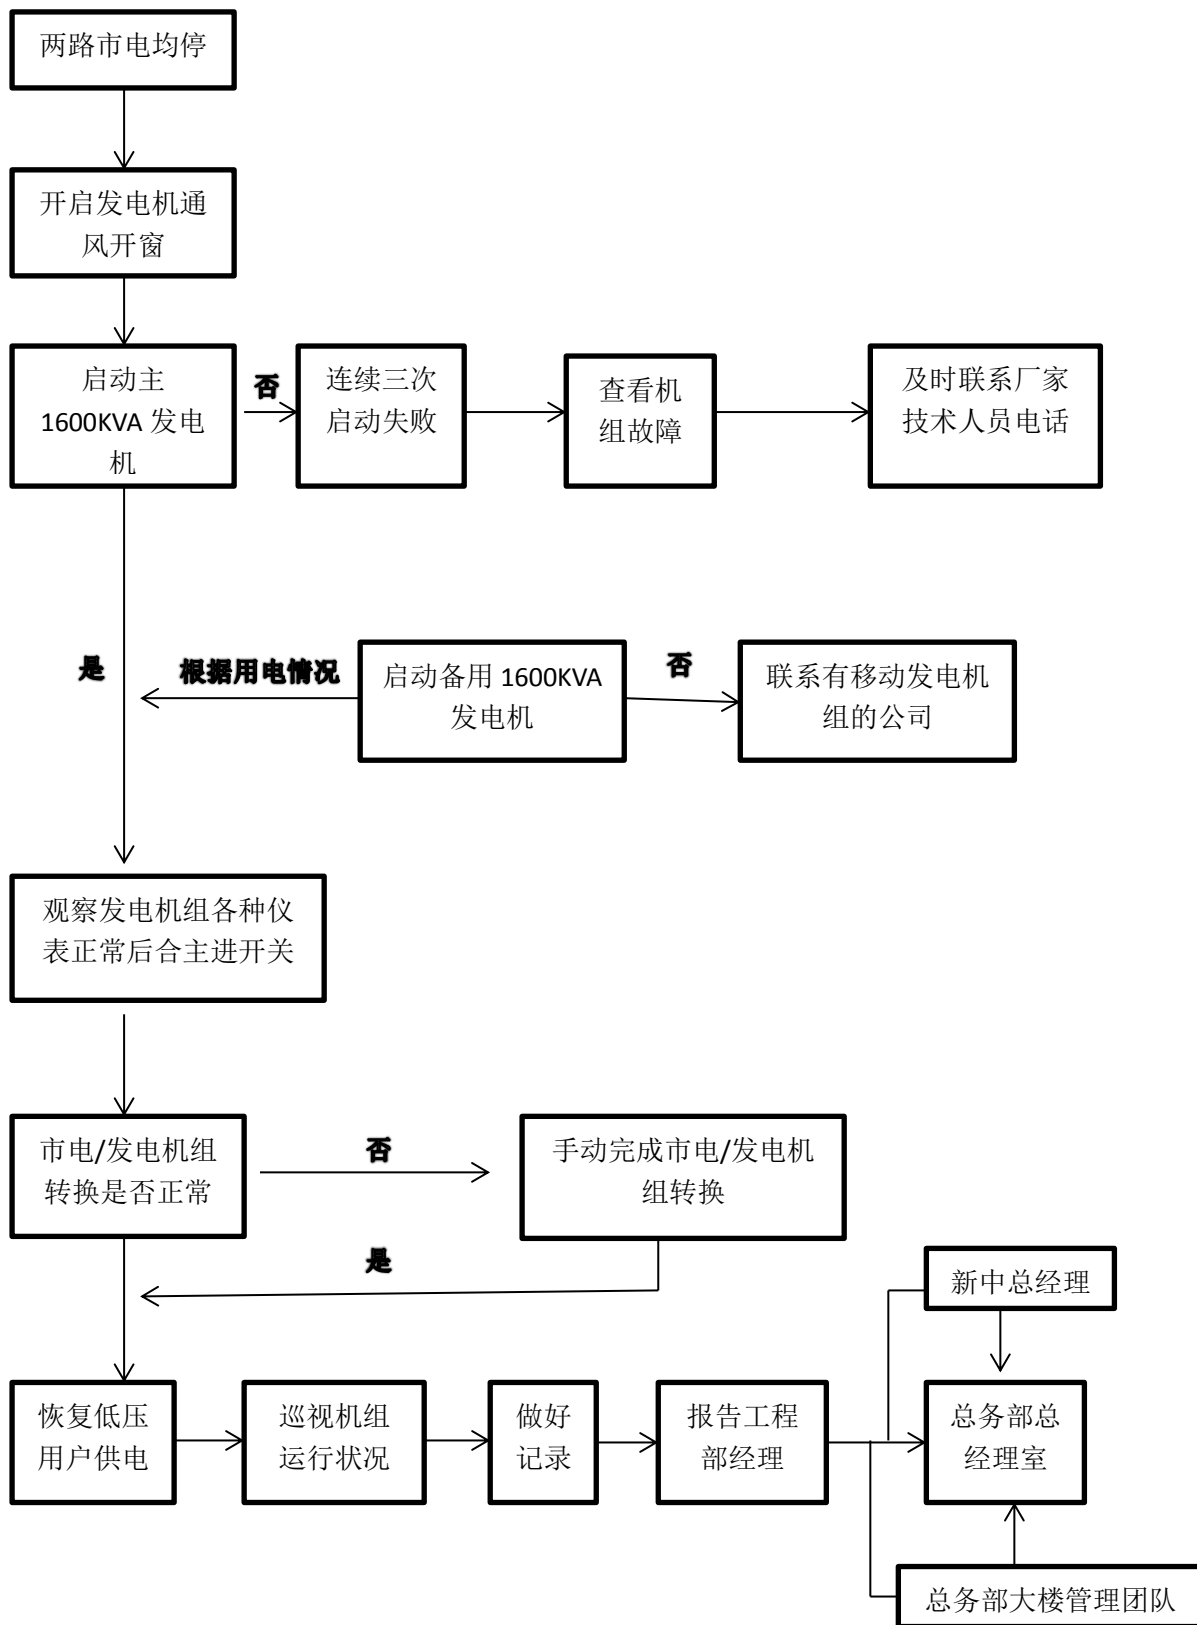 两路市电均停
开启发电机通
风开窗
启动主
1600KVA 发电
机
否
连续三次
启动失败
查看机
组故障
及时联系厂家
技术人员电话
是
根据用电情况
启动备用 1600KVA
发电机
否
联系有移动发电机
组的公司
观察发电机组各种仪
表正常后合主进开关
市电/发电机组
转换是否正常
否
手动完成市电/发电机
组转换
是
新中总经理
恢复低压
用户供电
巡视机组
运行状况
做好
记录
报告工程
部经理
总务部总
经理室
总务部大楼管理团队